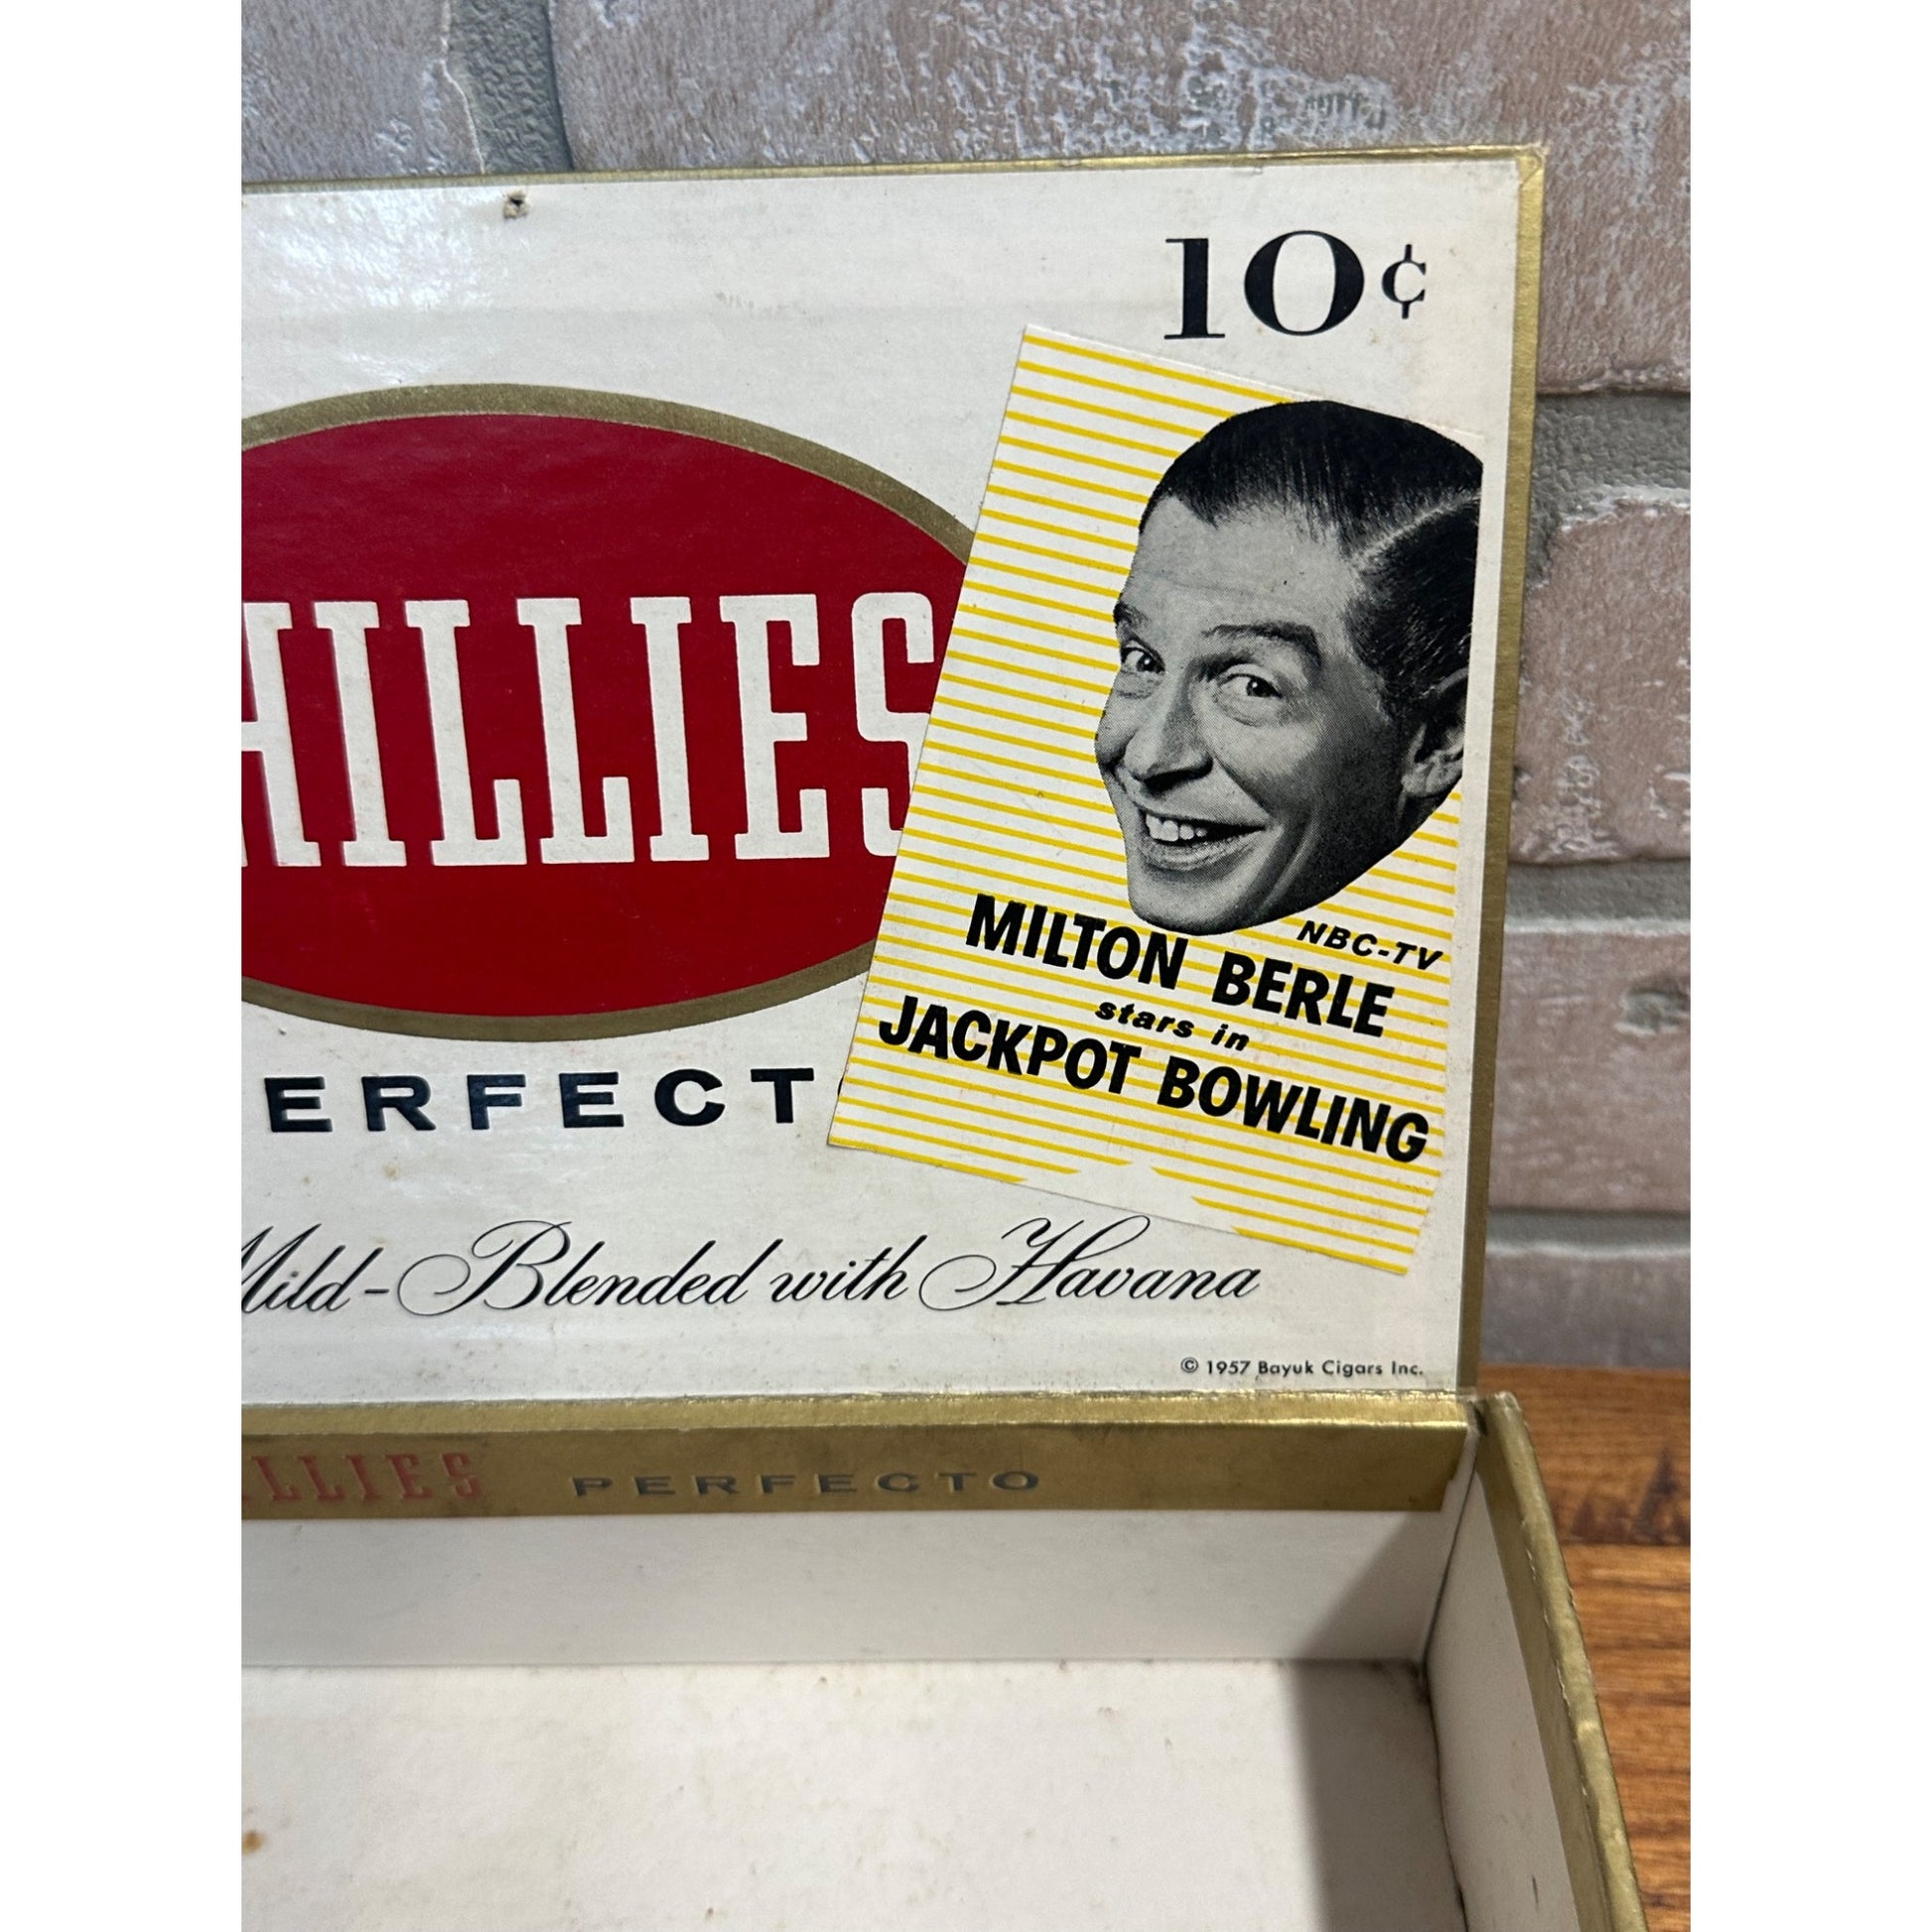 10¢
HILLIES
NBC-TV
MILTON BERLE
stars in
JACKPOT BOWLING
ERFECT
Mild-Blended with Havana
© 1957 Bayuk Cigars Inc.
ILLIES PERFECTO